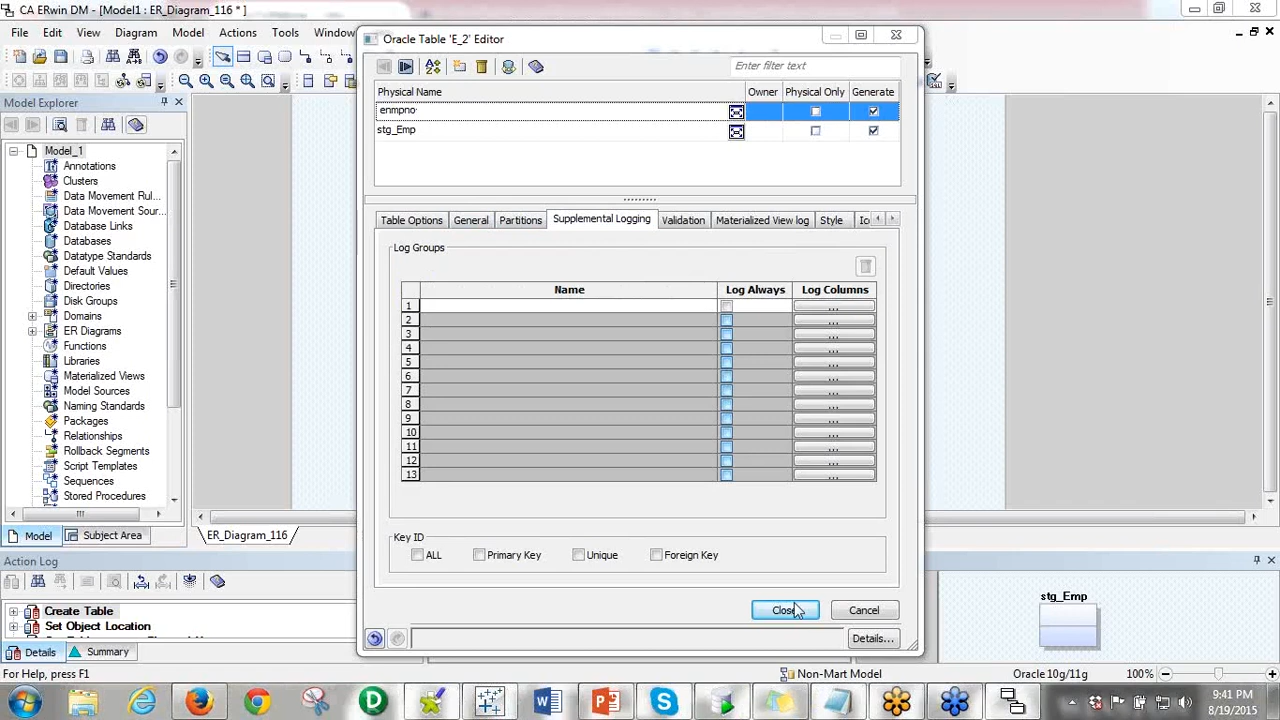 CA ERwin DM - [Model1 : ER_Diagram_116 * ]
File Edit View Diagram Model Actions Tools Window
Model Explorer
Model_1
Annotations
Clusters
Data Movement Rul...
Data Movement Sour...
Database Links
Databases
Datatype Standards
Default Values
Directories
Disk Groups
Domains
ER Diagrams
Functions
Libraries
Materialized Views
Model Sources
Naming Standards
Packages
Relationships
Rollback Segments
Script Templates
Sequences
Stored Procedures
Model Subject Area
ER_Diagram_116
Oracle Table 'E_2' Editor
Enter filter text
Physical Name Owner Physical Only Generate
enmpno
stg_Emp
Table Options General Partitions Supplemental Logging Validation Materialized View log Style
Log Groups
Name Log Always Log Columns
1 ...
2 ...
3 ...
4 ...
5 ...
6 ...
7 ...
8 ...
9 ...
10 ...
11 ...
12 ...
13 ...
Key ID
ALL Primary Key Unique Foreign Key
Close Cancel
Details...
Action Log
Create Table
Set Object Location
Details Summary
stg_Emp
For Help, press F1
Non-Mart Model
Oracle 10g/11g
100%
9:41 PM
8/19/2015